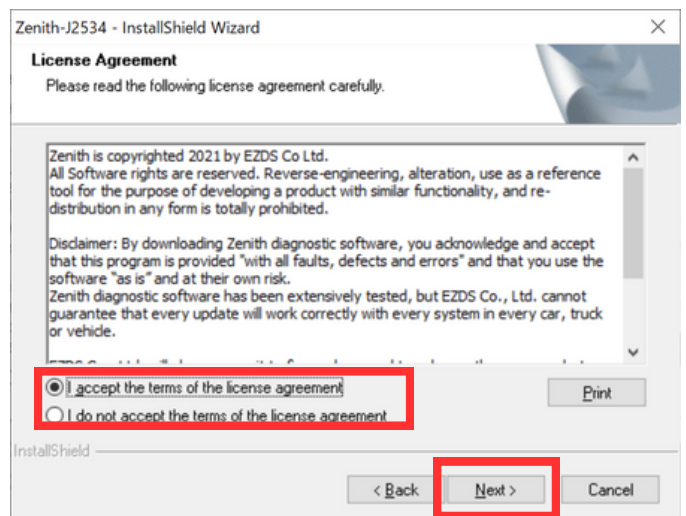 Zenith-J2534 - InstallShield Wizard
License Agreement
Please read the following license agreement carefully.
Zenith is copyrighted 2021 by EZDS Co Ltd.
All Software rights are reserved. Reverse-engineering, alteration, use as a reference
tool for the purpose of developing a product with similar functionality, and re-
distribution in any form is totally prohibited.
Disclaimer: By downloading Zenith diagnostic software, you acknowledge and accept
that this program is provided "with all faults, defects and errors" and that you use the
software "as is" and at their own risk.
Zenith diagnostic software has been extensively tested, but EZDS Co., Ltd. cannot
guarantee that every update will work correctly with every system in every car, truck
or vehicle.
I accept the terms of the license agreement
Print
I do not accept the terms of the license agreement
InstallShield
< Back
Next >
Cancel